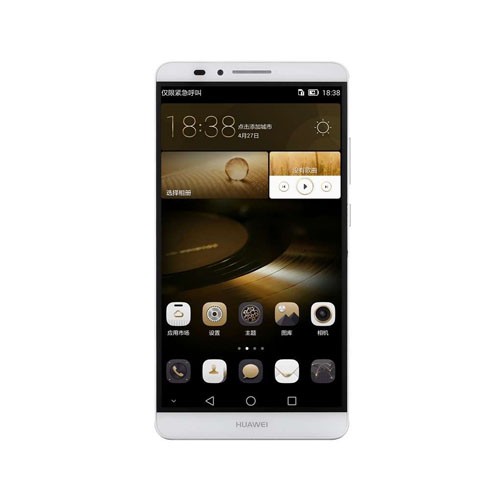 仅限紧急呼叫
18:38
18:38
点击添加城市
4月27日
选择相册
没有歌曲
应用市场
设置
主题
图库
相机
HUAWEI